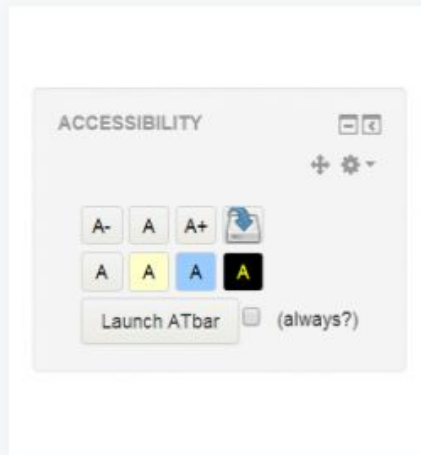 ACCESSIBILITY
A- A A+
A A A A
Launch ATbar (always?)